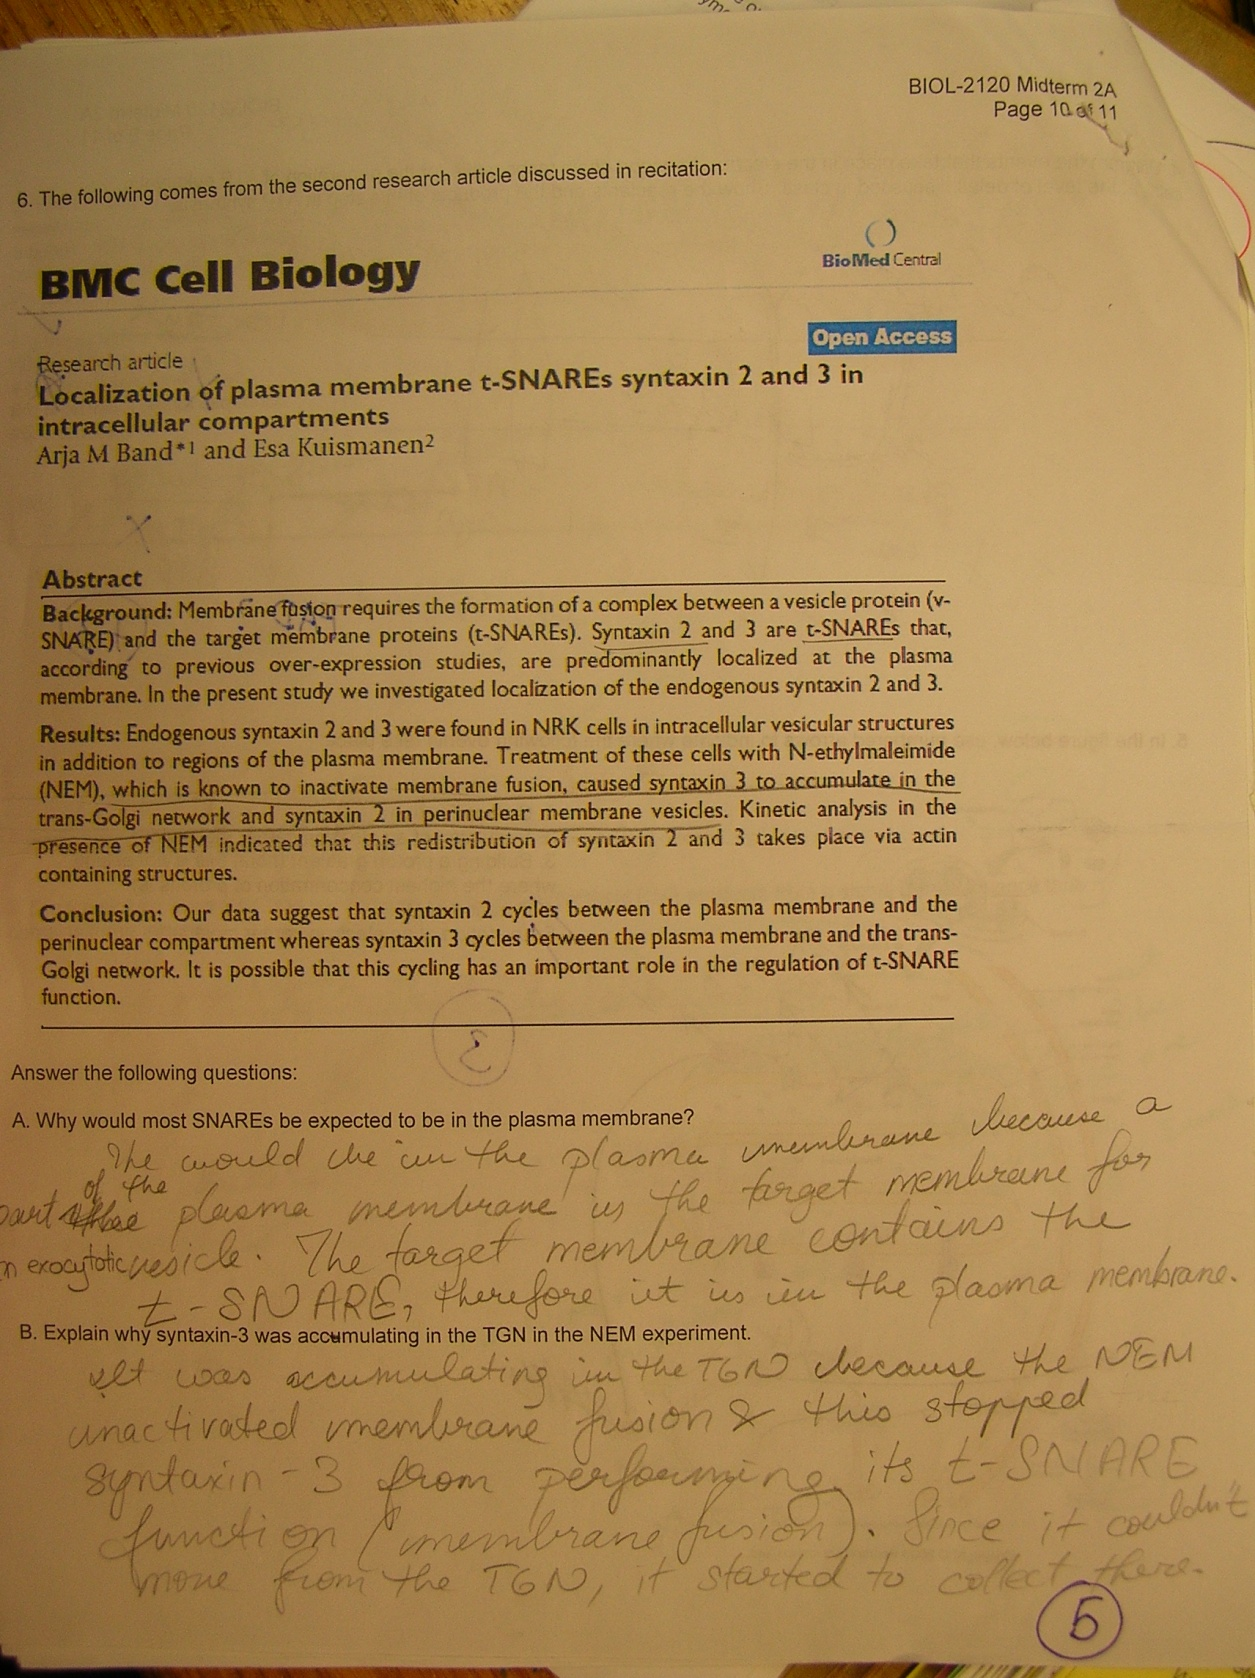 BIOL-2120 Midterm 2A
Page 10 of 11
6. The following comes from the second research article discussed in recitation:
BioMed Central
BMC Cell Biology
Open Access
Research article
Localization of plasma membrane t-SNAREs syntaxin 2 and 3 in
intracellular compartments
Arja M Band*1 and Esa Kuismanen2
X
Abstract
Background: Membrane fusion requires the formation of a complex between a vesicle protein (v-
SNARE) and the target membrane proteins (t-SNAREs). Syntaxin 2 and 3 are t-SNAREs that,
according to previous over-expression studies, are predominantly localized at the plasma
membrane. In the present study we investigated localization of the endogenous syntaxin 2 and 3.
Results: Endogenous syntaxin 2 and 3 were found in NRK cells in intracellular vesicular structures
in addition to regions of the plasma membrane. Treatment of these cells with N-ethylmaleimide
(NEM), which is known to inactivate membrane fusion, caused syntaxin 3 to accumulate in the
trans-Golgi network and syntaxin 2 in perinuclear membrane vesicles. Kinetic analysis in the
presence of NEM indicated that this redistribution of syntaxin 2 and 3 takes place via actin
containing structures.
Conclusion: Our data suggest that syntaxin 2 cycles between the plasma membrane and the
perinuclear compartment whereas syntaxin 3 cycles between the plasma membrane and the trans-
Golgi network. It is possible that this cycling has an important role in the regulation of t-SNARE
function.
3
Answer the following questions:
A. Why would most SNAREs be expected to be in the plasma membrane?
The would be in the plasma membrane because a
part of the plasma membrane is the target membrane for
n exocytotic vesicle. The target membrane contains the
t-SNARE, therefore it is in the plasma membrane.
B. Explain why syntaxin-3 was accumulating in the TGN in the NEM experiment.
It was accumulating in the TGN because the NEM
unactivated membrane fusion & this stopped
syntaxin-3 from performing its t-SNARE
function (membrane fusion). Since it couldn't
move from the TGN, it started to collect there.
5